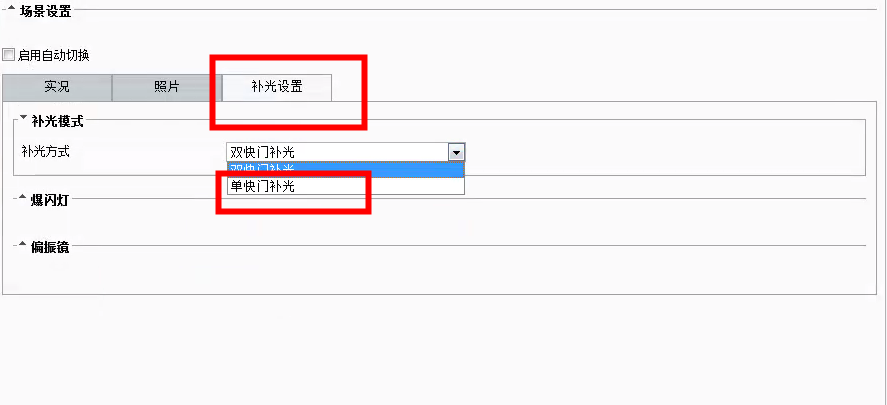 场景设置
启用自动切换
实况 照片 补光设置
补光模式
补光方式 双快门补光
双快门补光
单快门补光
爆闪灯
偏振镜